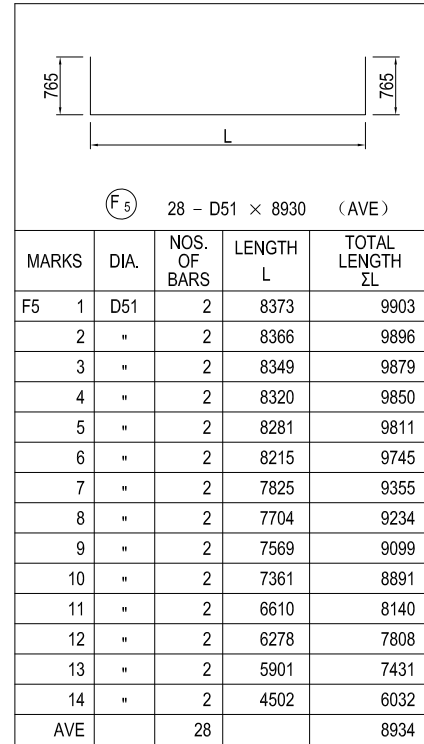 765 765
L
F5 28 – D51 × 8930 (AVE)
MARKS DIA. NOS. OF BARS LENGTH L TOTAL LENGTH ΣL
F5 1 D51 2 8373 9903
2 " 2 8366 9896
3 " 2 8349 9879
4 " 2 8320 9850
5 " 2 8281 9811
6 " 2 8215 9745
7 " 2 7825 9355
8 " 2 7704 9234
9 " 2 7569 9099
10 " 2 7361 8891
11 " 2 6610 8140
12 " 2 6278 7808
13 " 2 5901 7431
14 " 2 4502 6032
AVE 28 8934